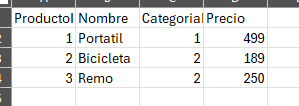 ProductoI Nombre CategoriaI Precio
1 Portatil 1 499
2 Bicicleta 2 189
3 Remo 2 250